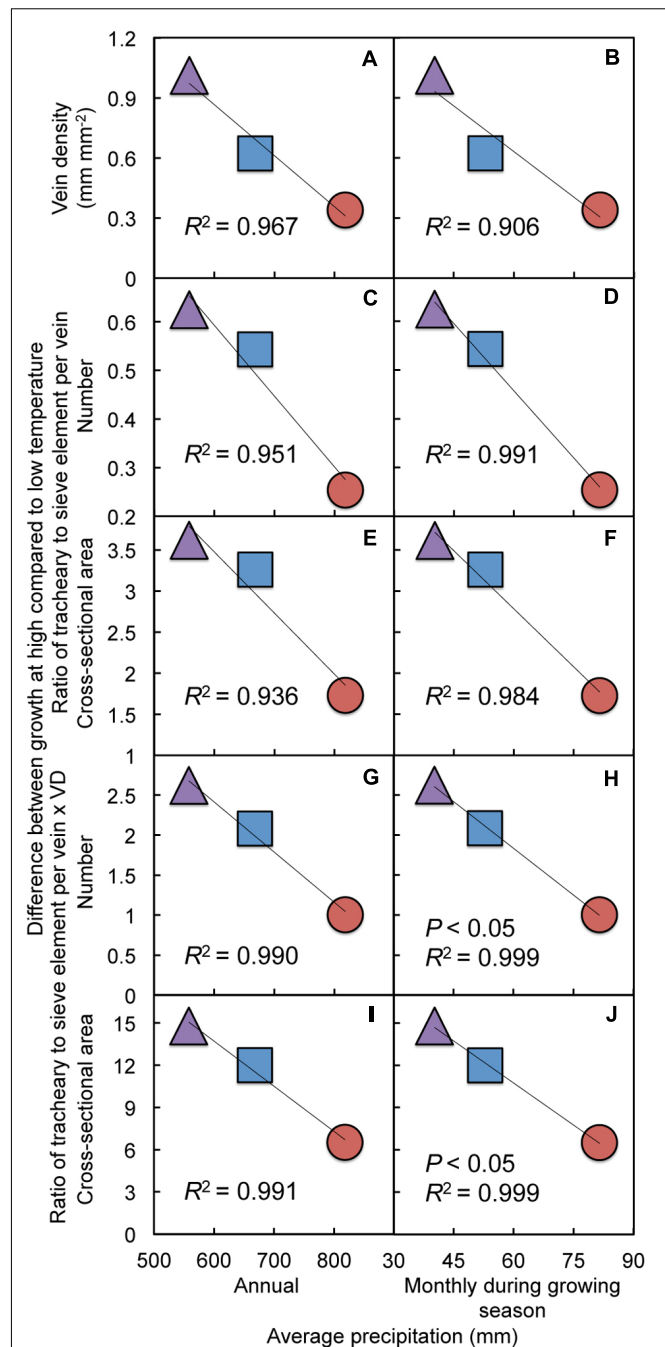 Difference between growth at high compared to low temperature
Vein density
(mm mm-2)
Ratio of tracheary to sieve element per vein
Number
Cross-sectional area
Ratio of tracheary to sieve element per vein x VD
Number
Cross-sectional area
1.2
0.9
0.6
0.3
0
A
R2 = 0.967
B
R2 = 0.906
0.6
0.5
0.4
0.3
0.2
C
R2 = 0.951
D
R2 = 0.991
3.5
3
2.5
2
1.5
1
E
R2 = 0.936
F
R2 = 0.984
2.5
2
1.5
1
0.5
0
G
R2 = 0.990
H
P < 0.05
R2 = 0.999
15
12
9
6
3
0
I
R2 = 0.991
J
P < 0.05
R2 = 0.999
500 600 700 800 30 45 60 75 90
Annual
Monthly during growing
season
Average precipitation (mm)